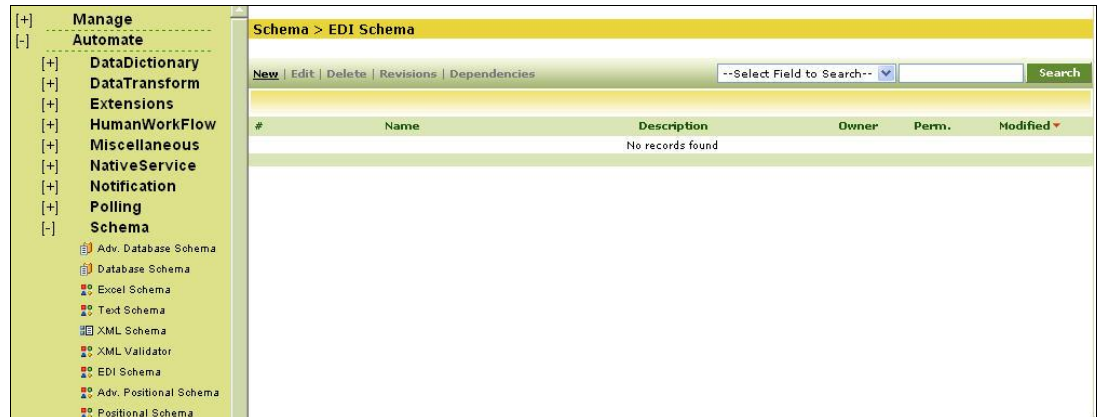 [+] Manage
[-] Automate
[+] DataDictionary
[+] DataTransform
[+] Extensions
[+] HumanWorkFlow
[+] Miscellaneous
[+] NativeService
[+] Notification
[+] Polling
[-] Schema
Adv. Database Schema
Database Schema
Excel Schema
Text Schema
XML Schema
XML Validator
EDI Schema
Adv. Positional Schema
Positional Schema
Schema > EDI Schema
New | Edit | Delete | Revisions | Dependencies --Select Field to Search-- Search
# Name Description Owner Perm. Modified
No records found